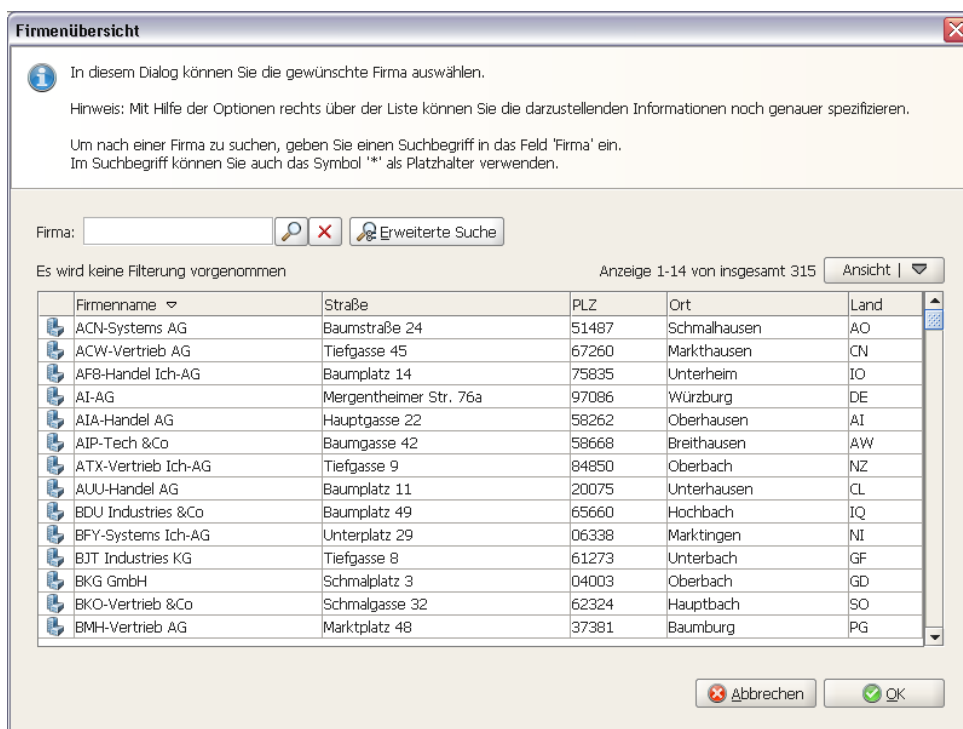 Firmenübersicht
In diesem Dialog können Sie die gewünschte Firma auswählen.
Hinweis: Mit Hilfe der Optionen rechts über der Liste können Sie die darzustellenden Informationen noch genauer spezifizieren.
Um nach einer Firma zu suchen, geben Sie einen Suchbegriff in das Feld 'Firma' ein.
Im Suchbegriff können Sie auch das Symbol '*' als Platzhalter verwenden.
Firma: Erweiterte Suche
Es wird keine Filterung vorgenommen Anzeige 1-14 von insgesamt 315 Ansicht |
Firmenname Straße PLZ Ort Land
ACN-Systems AG Baumstraße 24 51487 Schmalhausen AO
ACW-Vertrieb AG Tiefgasse 45 67260 Markthausen CN
AF8-Handel Ich-AG Baumplatz 14 75835 Unterheim IO
AI-AG Mergentheimer Str. 76a 97086 Würzburg DE
AIA-Handel AG Hauptgasse 22 58262 Oberhausen AI
AIP-Tech &Co Baumgasse 42 58668 Breithausen AW
ATX-Vertrieb Ich-AG Tiefgasse 9 84850 Oberbach NZ
AUU-Handel AG Baumplatz 11 20075 Unterhausen CL
BDU Industries &Co Baumplatz 49 65660 Hochbach IQ
BFY-Systems Ich-AG Unterplatz 29 06338 Marktingen NI
BJT Industries KG Tiefgasse 8 61273 Unterbach GF
BKG GmbH Schmalplatz 3 04003 Oberbach GD
BKO-Vertrieb &Co Schmalgasse 32 62324 Hauptbach SO
BMH-Vertrieb AG Marktplatz 48 37381 Baumburg PG
Abbrechen OK